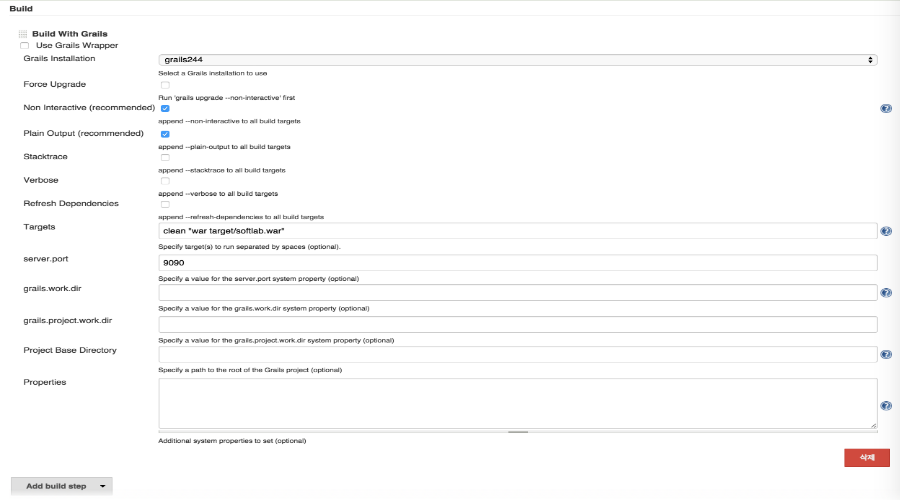 Build
Build With Grails
Use Grails Wrapper
Grails Installation
grails244
Select a Grails installation to use
Force Upgrade
Run 'grails upgrade --non-interactive' first
Non Interactive (recommended)
append --non-interactive to all build targets
Plain Output (recommended)
append --plain-output to all build targets
Stacktrace
append --stacktrace to all build targets
Verbose
append --verbose to all build targets
Refresh Dependencies
append --refresh-dependencies to all build targets
Targets
clean "war target/softlab.war"
Specify target(s) to run separated by spaces (optional).
server.port
9090
Specify a value for the server.port system property (optional)
grails.work.dir
Specify a value for the grails.work.dir system property (optional)
grails.project.work.dir
Specify a value for the grails.project.work.dir system property (optional)
Project Base Directory
Specify a path to the root of the Grails project (optional)
Properties
Additional system properties to set (optional)
삭제
Add build step